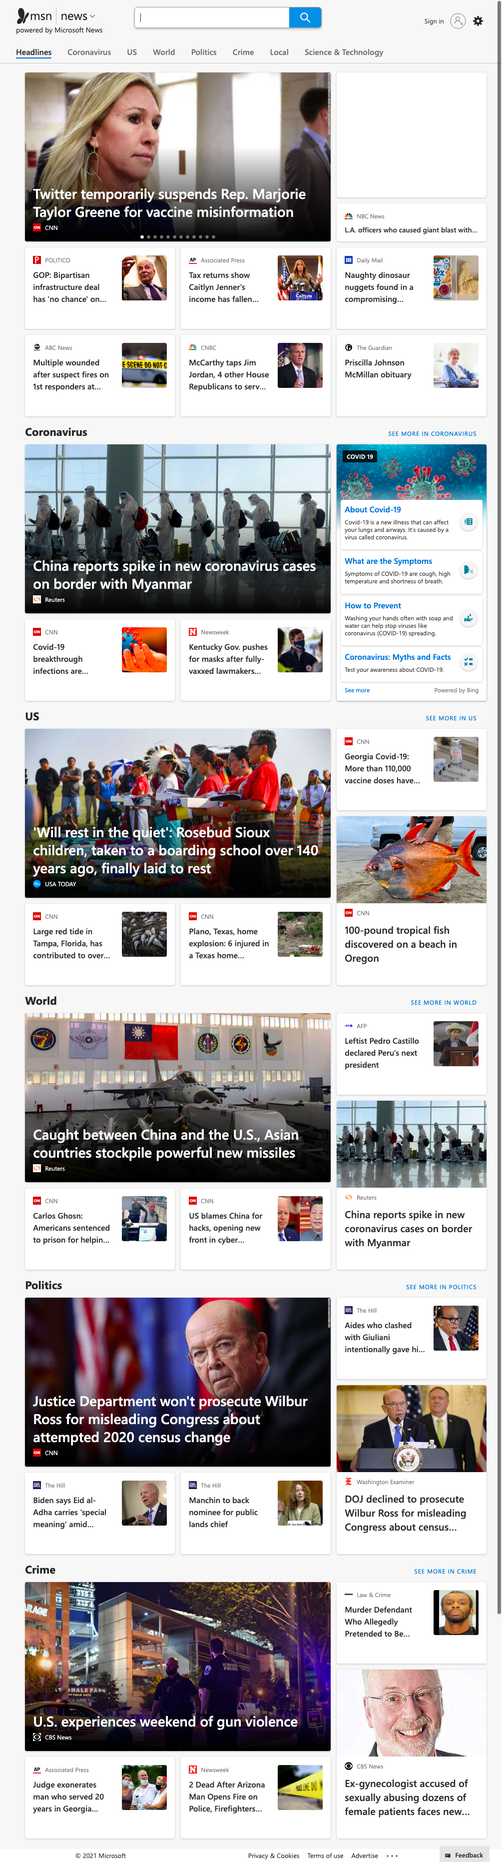 msn | news
powered by Microsoft News
Sign in
Headlines Coronavirus US World Politics Crime Local Science & Technology
Twitter temporarily suspends Rep. Marjorie
Taylor Greene for vaccine misinformation
CNN
NBC News
L.A. officers who caused giant blast with...
POLITICO
GOP: Bipartisan
infrastructure deal
has 'no chance' on...
Associated Press
Tax returns show
Caitlyn Jenner's
income has fallen...
Daily Mail
Naughty dinosaur
nuggets found in a
compromising...
ABC News
Multiple wounded
after suspect fires on
1st responders at...
CNBC
McCarthy taps Jim
Jordan, 4 other House
Republicans to serv...
The Guardian
Priscilla Johnson
McMillan obituary
Coronavirus
SEE MORE IN CORONAVIRUS
China reports spike in new coronavirus cases
on border with Myanmar
Reuters
COVID 19
About Covid-19
Covid-19 is a new illness that can affect
your lungs and airways. It's caused by a
virus called coronavirus.
What are the Symptoms
Symptoms of COVID-19 are cough, high
temperature and shortness of breath.
How to Prevent
Washing your hands often with soap and
water can help stop viruses like
coronavirus (COVID-19) spreading.
Coronavirus: Myths and Facts
Test your awareness about COVID-19.
See more
Powered by Bing
CNN
Covid-19
breakthrough
infections are...
Newsweek
Kentucky Gov. pushes
for masks after fully-
vaxxed lawmakers...
US
SEE MORE IN US
'Will rest in the quiet': Rosebud Sioux
children, taken to a boarding school over 140
years ago, finally laid to rest
USA TODAY
CNN
Georgia Covid-19:
More than 110,000
vaccine doses have...
CNN
100-pound tropical fish
discovered on a beach in
Oregon
CNN
Large red tide in
Tampa, Florida, has
contributed to over...
CNN
Plano, Texas, home
explosion: 6 injured in
a Texas home...
World
SEE MORE IN WORLD
Caught between China and the U.S., Asian
countries stockpile powerful new missiles
Reuters
AFP
Leftist Pedro Castillo
declared Peru's next
president
Reuters
China reports spike in new
coronavirus cases on border
with Myanmar
CNN
Carlos Ghosn:
Americans sentenced
to prison for helpin...
CNN
US blames China for
hacks, opening new
front in cyber...
Politics
SEE MORE IN POLITICS
Justice Department won't prosecute Wilbur
Ross for misleading Congress about
attempted 2020 census change
CNN
The Hill
Aides who clashed
with Giuliani
intentionally gave hi...
Washington Examiner
DOJ declined to prosecute
Wilbur Ross for misleading
Congress about census...
The Hill
Biden says Eid al-
Adha carries 'special
meaning' amid...
The Hill
Manchin to back
nominee for public
lands chief
Crime
SEE MORE IN CRIME
U.S. experiences weekend of gun violence
CBS News
Law & Crime
Murder Defendant
Who Allegedly
Pretended to Be...
CBS News
Ex-gynecologist accused of
sexually abusing dozens of
female patients faces new...
Associated Press
Judge exonerates
man who served 20
years in Georgia...
Newsweek
2 Dead After Arizona
Man Opens Fire on
Police, Firefighters...
© 2021 Microsoft
Privacy & Cookies Terms of use Advertise ...
Feedback